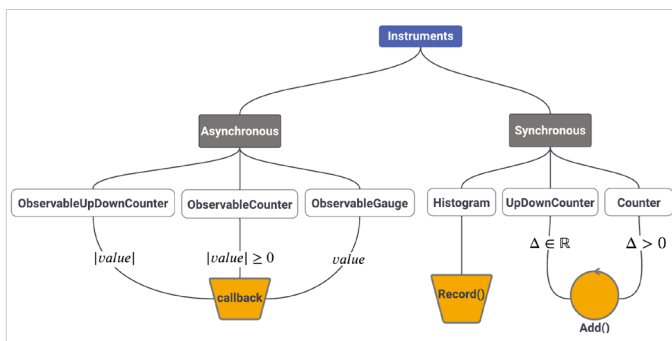 Instruments
Asynchronous
Synchronous
ObservableUpDownCounter
ObservableCounter
ObservableGauge
Histogram
UpDownCounter
Counter
|value|
|value| ≥ 0
value
Δ ∈ ℝ
Δ > 0
callback
Record()
Add()